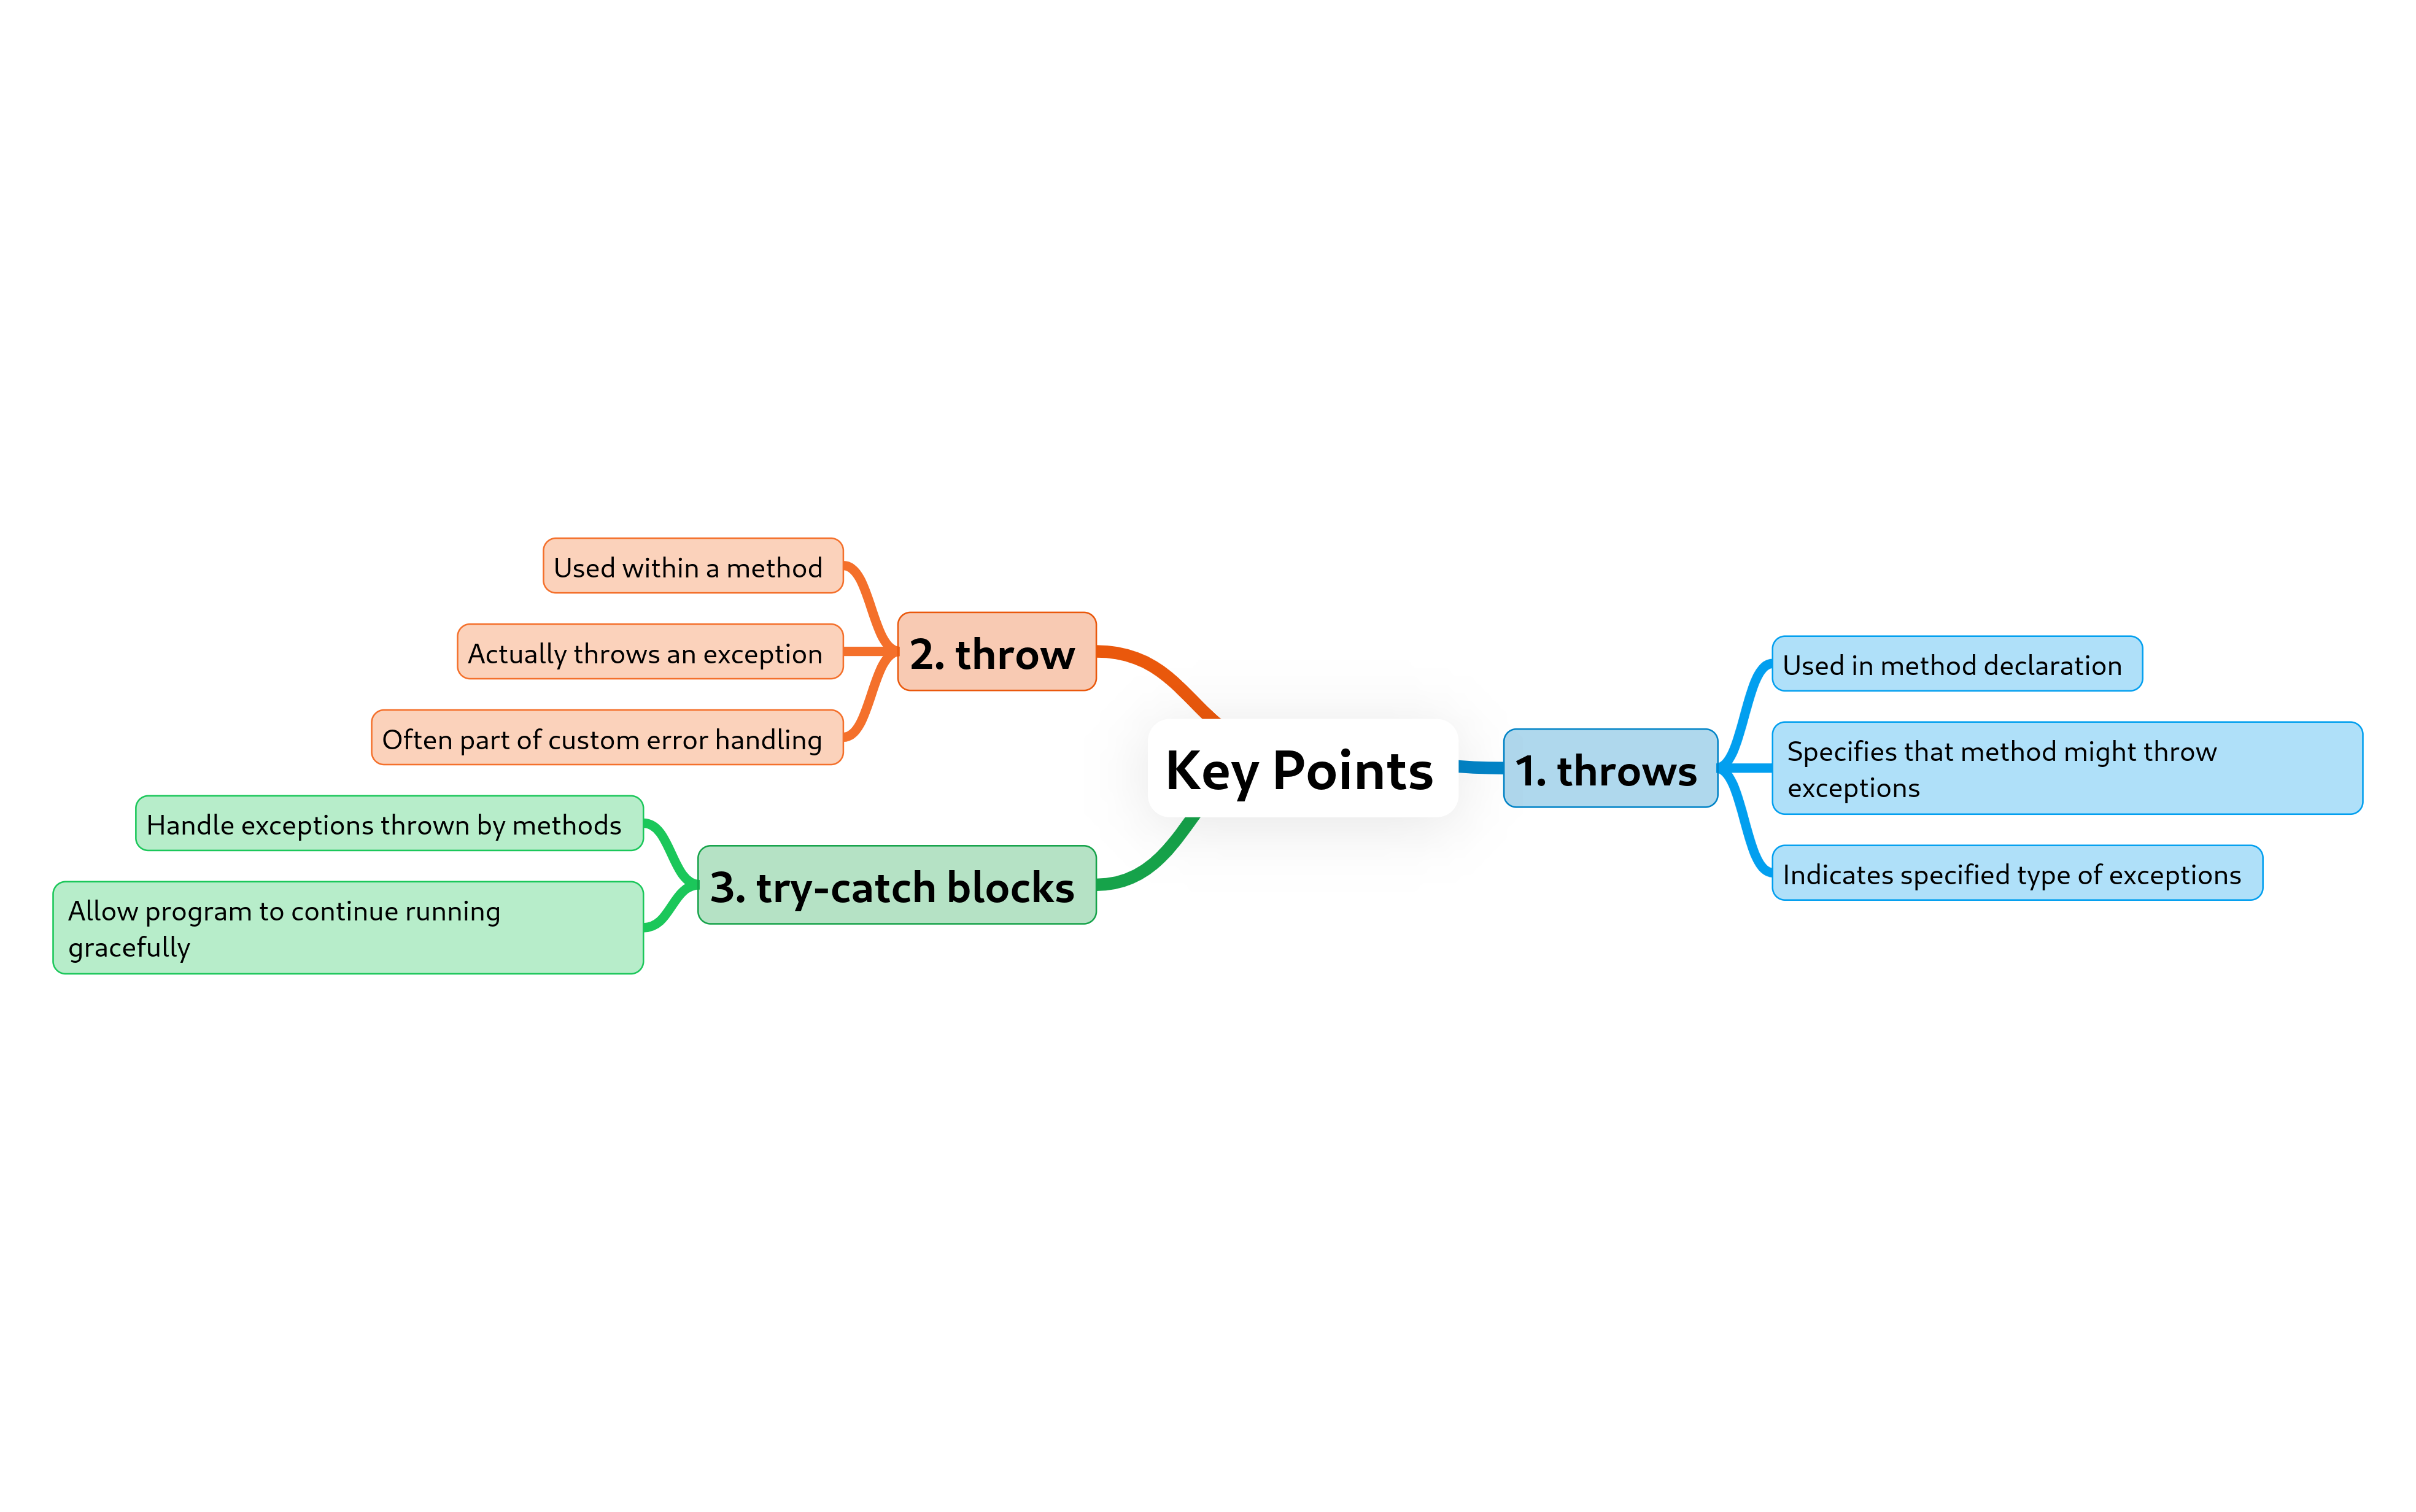 Key Points
1. throws
Used in method declaration
Specifies that method might throw
exceptions
Indicates specified type of exceptions
2. throw
Used within a method
Actually throws an exception
Often part of custom error handling
3. try-catch blocks
Handle exceptions thrown by methods
Allow program to continue running
gracefully